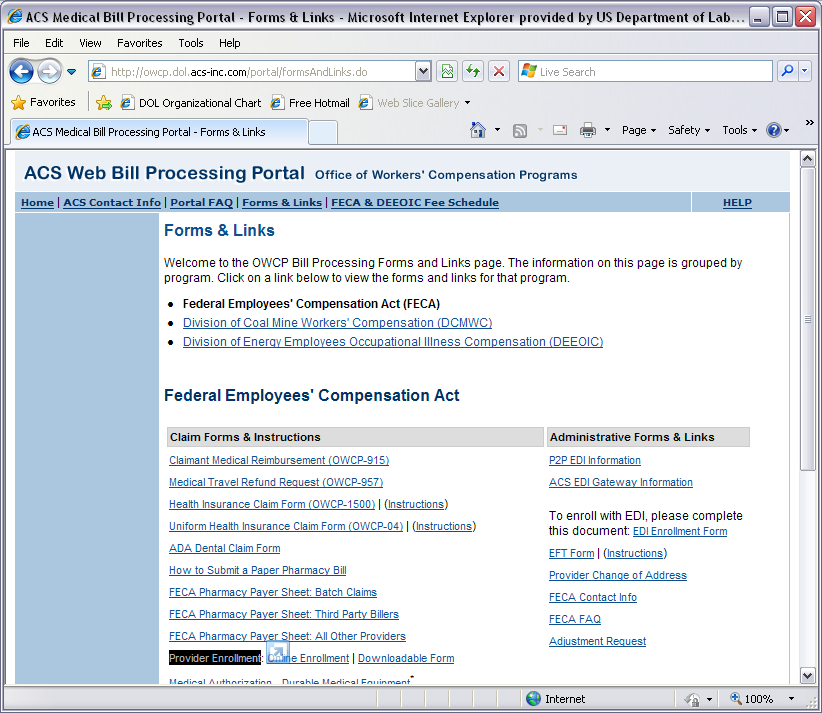 ACS Medical Bill Processing Portal - Forms & Links - Microsoft Internet Explorer provided by US Department of Lab...
File Edit View Favorites Tools Help
http://owcp.dol.acs-inc.com/portal/formsAndLinks.do Live Search
Favorites DOL Organizational Chart Free Hotmail Web Slice Gallery
ACS Medical Bill Processing Portal - Forms & Links Page Safety Tools »
ACS Web Bill Processing Portal Office of Workers' Compensation Programs
Home | ACS Contact Info | Portal FAQ | Forms & Links | FECA & DEEOIC Fee Schedule HELP
Forms & Links
Welcome to the OWCP Bill Processing Forms and Links page. The information on this page is grouped by
program. Click on a link below to view the forms and links for that program.
• Federal Employees' Compensation Act (FECA)
• Division of Coal Mine Workers' Compensation (DCMWC)
• Division of Energy Employees Occupational Illness Compensation (DEEOIC)
Federal Employees' Compensation Act
Claim Forms & Instructions
Claimant Medical Reimbursement (OWCP-915)
Medical Travel Refund Request (OWCP-957)
Health Insurance Claim Form (OWCP-1500) | (Instructions)
Uniform Health Insurance Claim Form (OWCP-04) | (Instructions)
ADA Dental Claim Form
How to Submit a Paper Pharmacy Bill
FECA Pharmacy Payer Sheet: Batch Claims
FECA Pharmacy Payer Sheet: Third Party Billers
FECA Pharmacy Payer Sheet: All Other Providers
Provider Enrollment: Online Enrollment | Downloadable Form
Medical Authorization Durable Medical Equipment
Administrative Forms & Links
P2P EDI Information
ACS EDI Gateway Information
To enroll with EDI, please complete
this document: EDI Enrollment Form
EFT Form | (Instructions)
Provider Change of Address
FECA Contact Info
FECA FAQ
Adjustment Request
Internet 100%